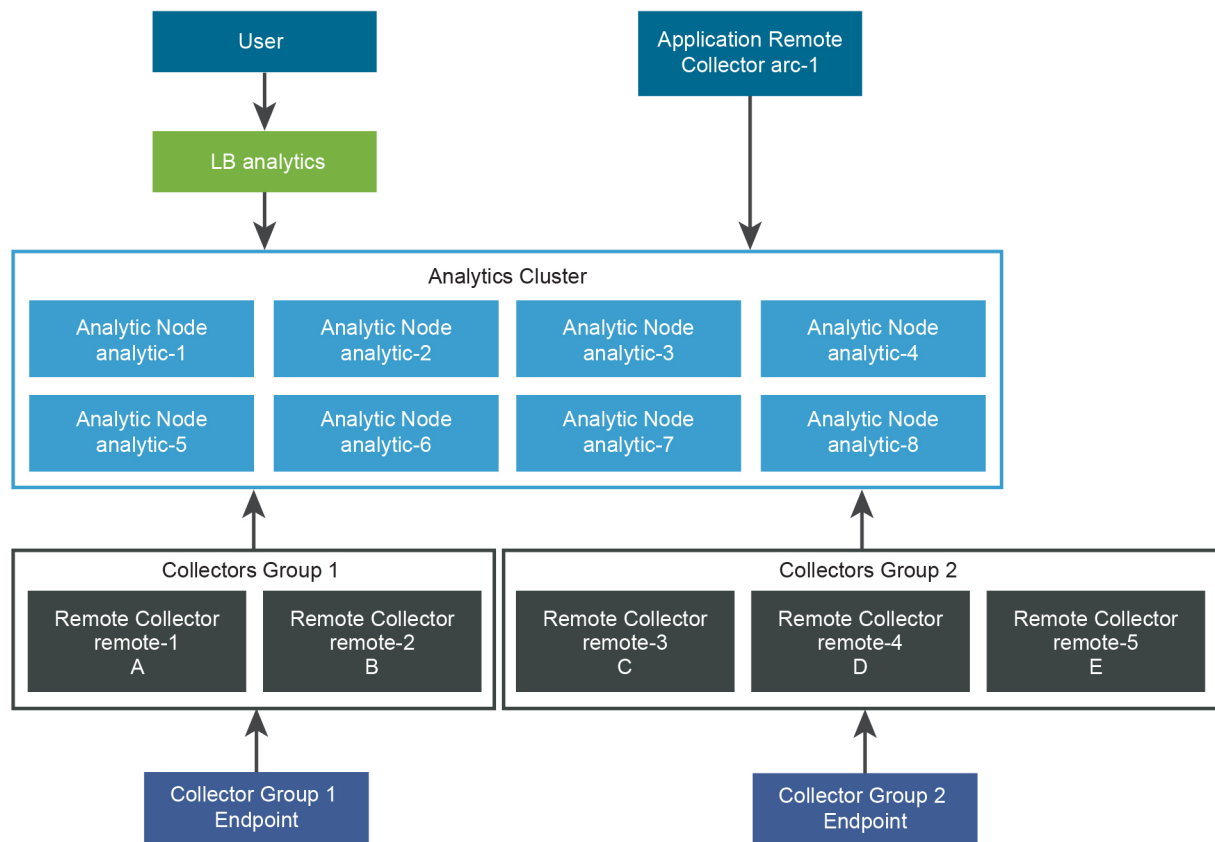 User
Application Remote
Collector arc-1
LB analytics
Analytics Cluster
Analytic Node
analytic-1
Analytic Node
analytic-2
Analytic Node
analytic-3
Analytic Node
analytic-4
Analytic Node
analytic-5
Analytic Node
analytic-6
Analytic Node
analytic-7
Analytic Node
analytic-8
Collectors Group 1
Remote Collector
remote-1
A
Remote Collector
remote-2
B
Collectors Group 2
Remote Collector
remote-3
C
Remote Collector
remote-4
D
Remote Collector
remote-5
E
Collector Group 1
Endpoint
Collector Group 2
Endpoint